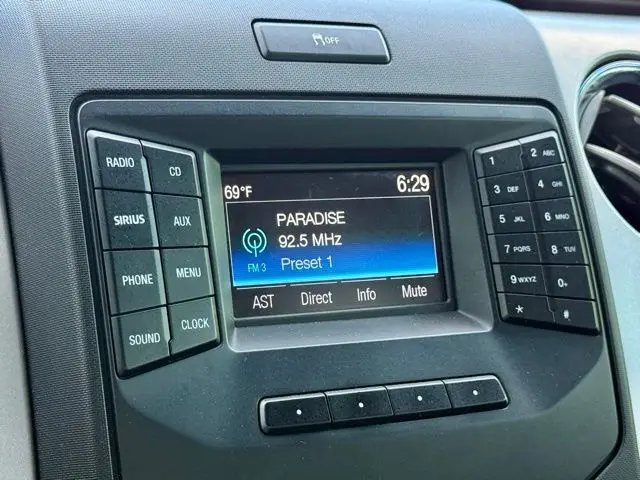 OFF
RADIO
CD
SIRIUS
AUX
PHONE
MENU
SOUND
CLOCK
69°F
6:29
PARADISE
92.5 MHz
FM 3
Preset 1
AST Direct Info Mute
1
2 ABC
3 DEF
4 GHI
5 JKL
6 MNO
7 PQRS
8 TUV
9 WXYZ
0+
*
#